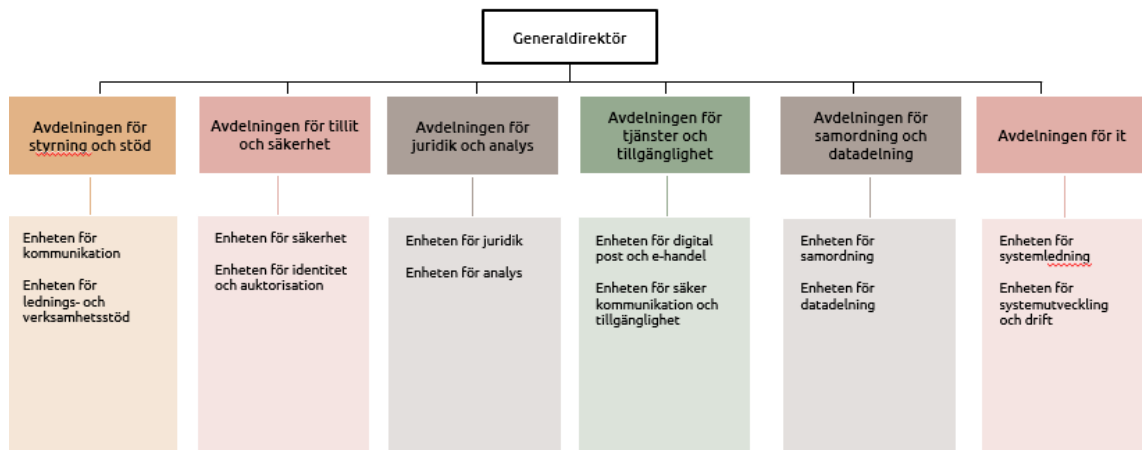 Generaldirektör
Avdelningen för
styrning och stöd
Avdelningen för tillit
och säkerhet
Avdelningen för
juridik och analys
Avdelningen för
tjänster och
tillgänglighet
Avdelningen för
samordning och
datadelning
Avdelningen för it
Enheten för
kommunikation
Enheten för
lednings- och
verksamhetsstöd
Enheten för säkerhet
Enheten för identitet
och auktorisation
Enheten för juridik
Enheten för analys
Enheten för digital
post och e-handel
Enheten för säker
kommunikation och
tillgänglighet
Enheten för
samordning
Enheten för
datadelning
Enheten för
systemledning
Enheten för
systemutveckling
och drift